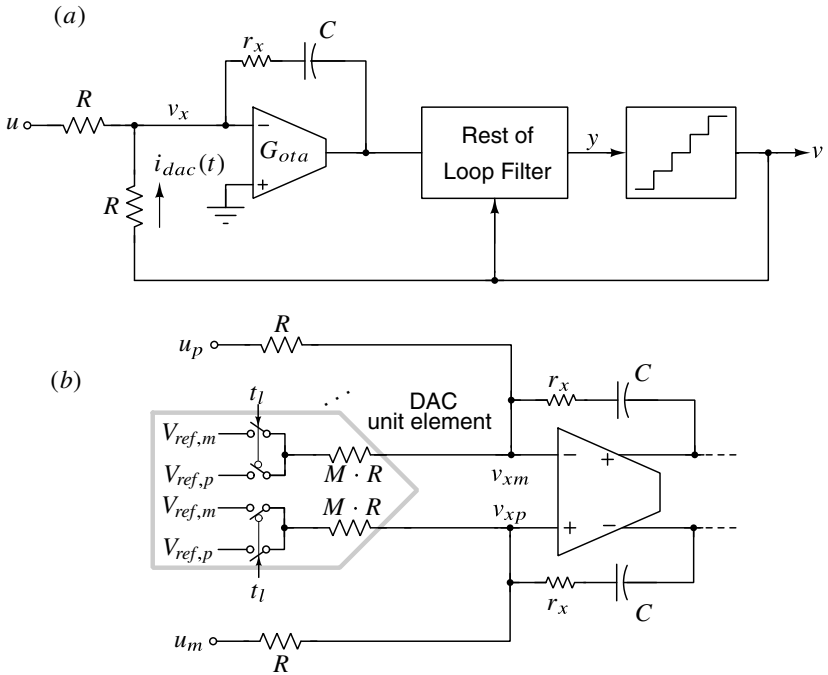 (a)
r_x
C
R
u
v_x
G_ota
i_dac(t)
R
Rest of
Loop Filter
y
v
(b)
R
u_p
t_l
DAC
unit element
r_x
C
V_ref,m
V_ref,p
M · R
v_xm
V_ref,m
M · R
v_xp
V_ref,p
t_l
r_x
C
u_m
R